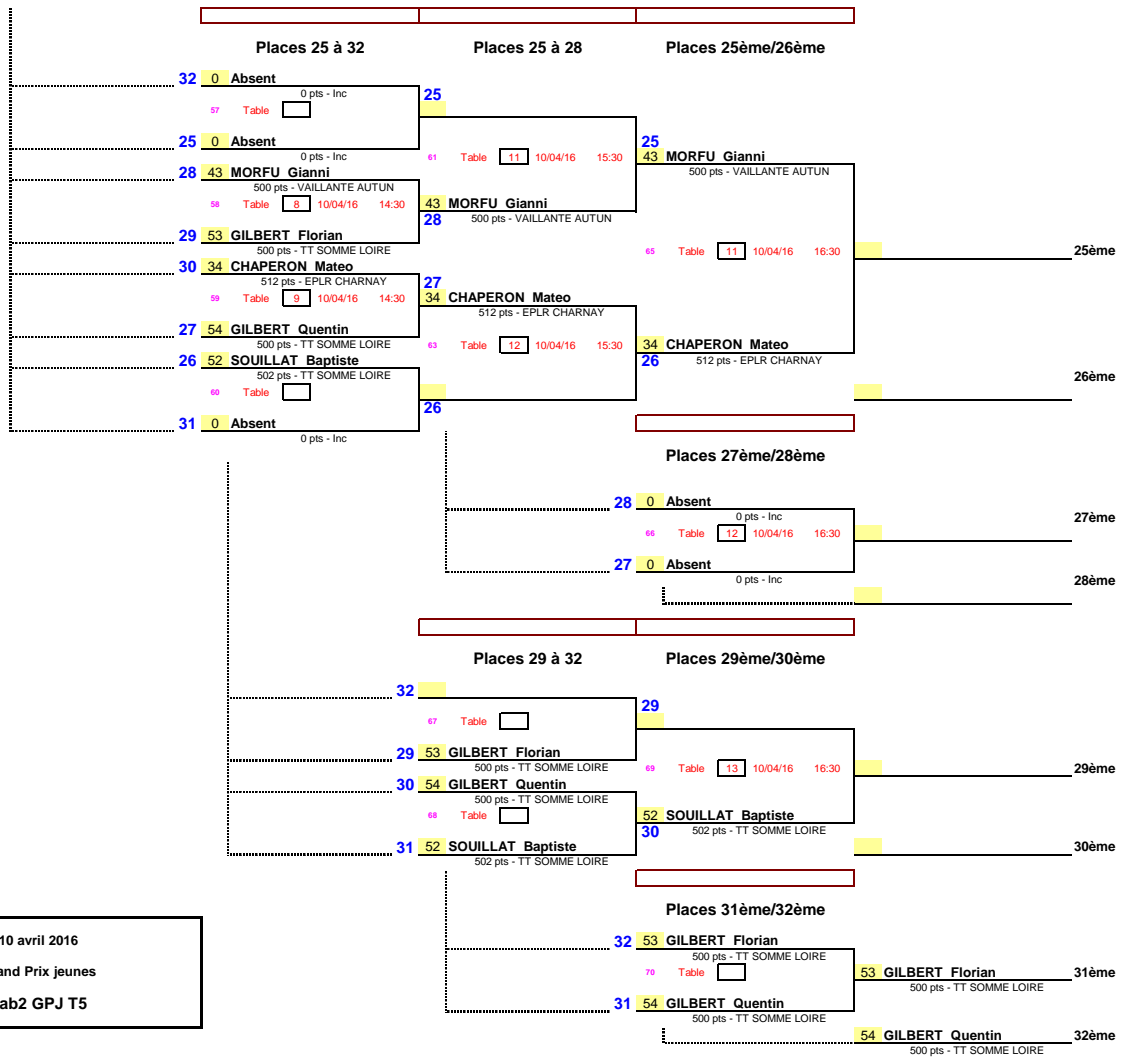 Places 25 à 32 Places 25 à 28 Places 25ème/26ème
32 0 Absent
0 pts - Inc
25
57 Table
25 0 Absent
0 pts - Inc
61 Table 11 10/04/16 15:30
25
43 MORFU Gianni
500 pts - VAILLANTE AUTUN
28 43 MORFU Gianni
500 pts - VAILLANTE AUTUN
58 Table 8 10/04/16 14:30
43 MORFU Gianni
28 500 pts - VAILLANTE AUTUN
29 53 GILBERT Florian
500 pts - TT SOMME LOIRE
65 Table 11 10/04/16 16:30
25ème
30 34 CHAPERON Mateo
512 pts - EPLR CHARNAY
27
59 Table 9 10/04/16 14:30
34 CHAPERON Mateo
512 pts - EPLR CHARNAY
27 54 GILBERT Quentin
500 pts - TT SOMME LOIRE
63 Table 12 10/04/16 15:30
34 CHAPERON Mateo
26 512 pts - EPLR CHARNAY
26 52 SOUILLAT Baptiste
502 pts - TT SOMME LOIRE
26ème
60 Table
26
31 0 Absent
0 pts - Inc
Places 27ème/28ème
28 0 Absent
0 pts - Inc
27ème
66 Table 12 10/04/16 16:30
27 0 Absent
0 pts - Inc
28ème
Places 29 à 32 Places 29ème/30ème
32
29
67 Table
29 53 GILBERT Florian
500 pts - TT SOMME LOIRE
69 Table 13 10/04/16 16:30
29ème
30 54 GILBERT Quentin
500 pts - TT SOMME LOIRE
68 Table
52 SOUILLAT Baptiste
30 502 pts - TT SOMME LOIRE
31 52 SOUILLAT Baptiste
502 pts - TT SOMME LOIRE
30ème
Places 31ème/32ème
32 53 GILBERT Florian
500 pts - TT SOMME LOIRE
70 Table
53 GILBERT Florian 31ème
500 pts - TT SOMME LOIRE
31 54 GILBERT Quentin
500 pts - TT SOMME LOIRE
54 GILBERT Quentin 32ème
500 pts - TT SOMME LOIRE
10 avril 2016
and Prix jeunes
ab2 GPJ T5